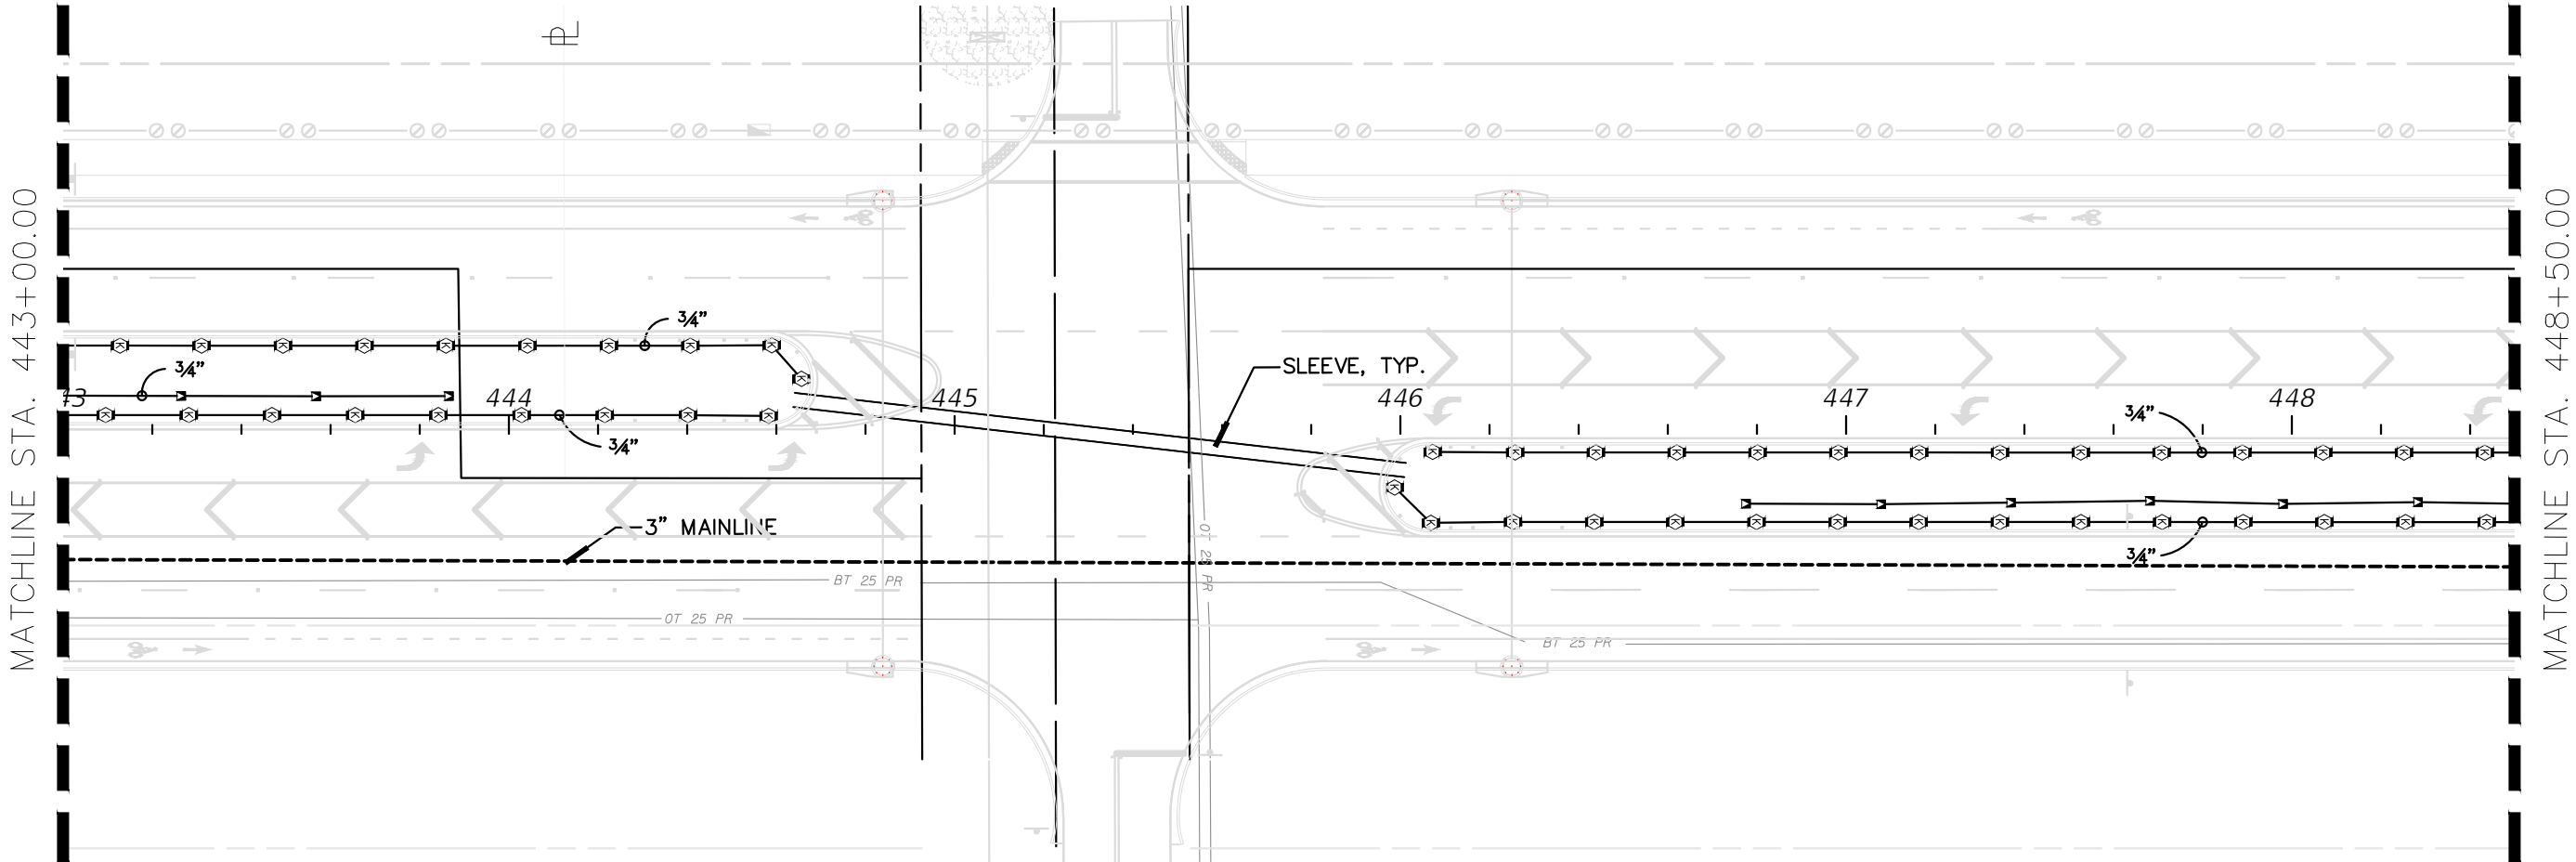 MATCHLINE STA. 443+00.00
PL
3/4"
3/4"
SLEEVE, TYP.
43
444
445
446
447
448
3/4"
3/4"
3" MAINLINE
3/4"
OT 25 PR
BT 25 PR
OT 25 PR
BT 25 PR
MATCHLINE STA. 448+50.00